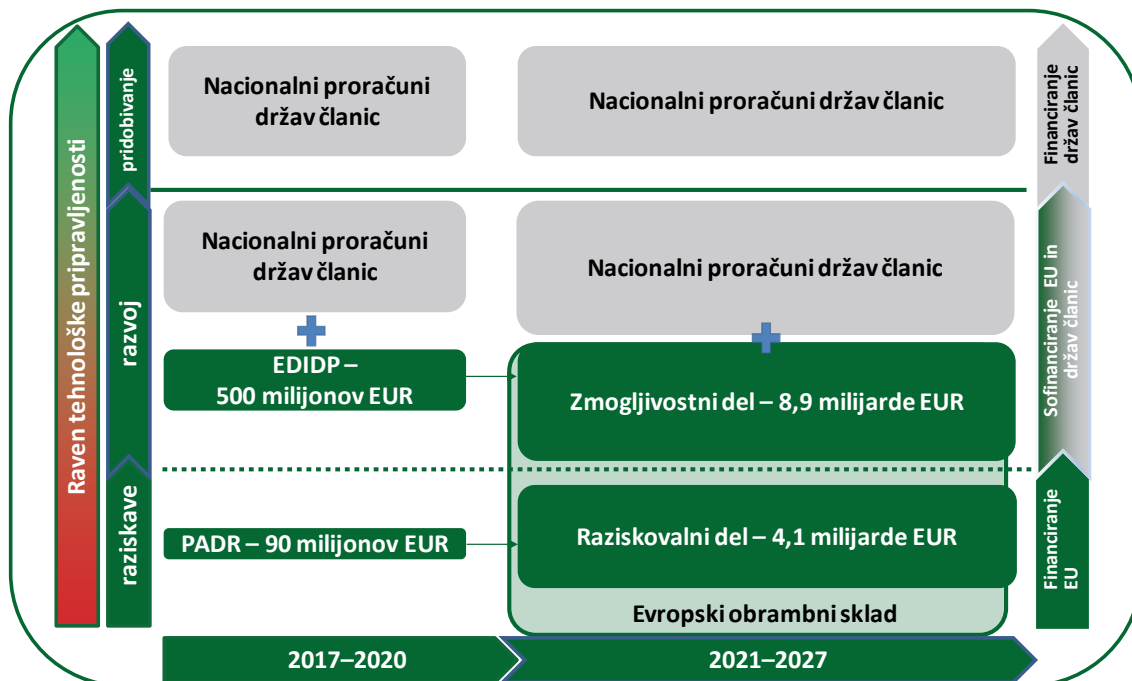 Raven tehnološke pripravljenosti
pridobivanje
razvoj
raziskave
Nacionalni proračuni
držav članic
Nacionalni proračuni držav članic
Nacionalni proračuni
držav članic
Nacionalni proračuni držav članic
EDIDP –
500 milijonov EUR
Zmogljivostni del – 8,9 milijarde EUR
PADR – 90 milijonov EUR
Raziskovalni del – 4,1 milijarde EUR
Evropski obrambni sklad
2017–2020
2021–2027
Financiranje
držav članic
Sofinanciranje EU in
držav članic
Financiranje
EU